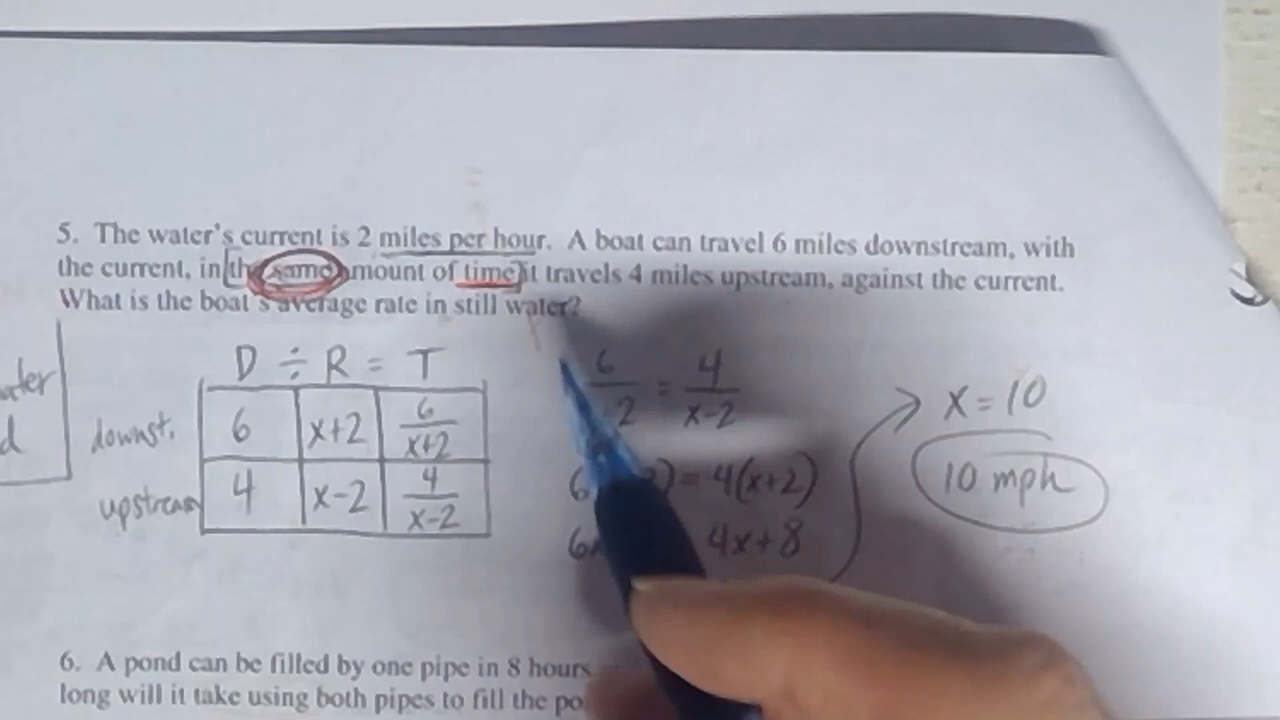 5. The water's current is 2 miles per hour. A boat can travel 6 miles downstream, with
the current, in the same amount of time it travels 4 miles upstream, against the current.
What is the boat's average rate in still water?
D ÷ R = T
downst. 6 x+2 6/x+2
upstream 4 x-2 4/x-2
6/ 2 = 4/x-2
6 ) = 4(x+2)
6x 4x+8
x=10
10 mph
6. A pond can be filled by one pipe in 8 hours
long will it take using both pipes to fill the